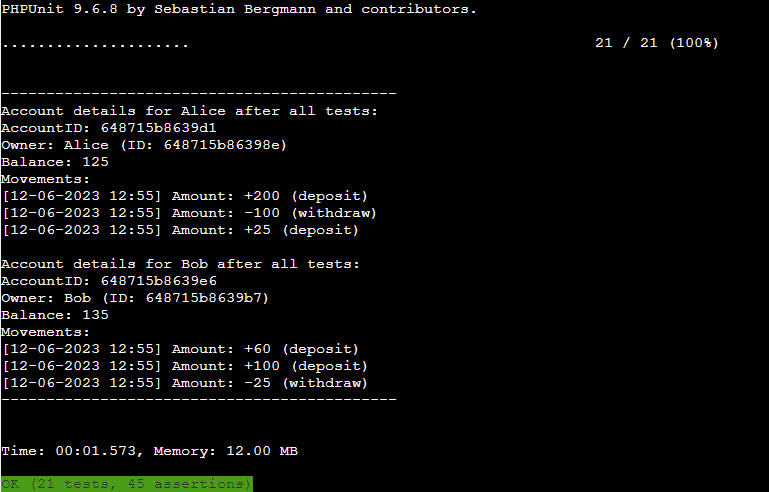 PHPUnit 9.6.8 by Sebastian Bergmann and contributors.
..................... 21 / 21 (100%)
--------------------------------------------
Account details for Alice after all tests:
AccountID: 648715b8639d1
Owner: Alice (ID: 648715b86398e)
Balance: 125
Movements:
[12-06-2023 12:55] Amount: +200 (deposit)
[12-06-2023 12:55] Amount: -100 (withdraw)
[12-06-2023 12:55] Amount: +25 (deposit)
Account details for Bob after all tests:
AccountID: 648715b8639e6
Owner: Bob (ID: 648715b8639b7)
Balance: 135
Movements:
[12-06-2023 12:55] Amount: +60 (deposit)
[12-06-2023 12:55] Amount: +100 (deposit)
[12-06-2023 12:55] Amount: -25 (withdraw)
--------------------------------------------
Time: 00:01.573, Memory: 12.00 MB
OK (21 tests, 45 assertions)